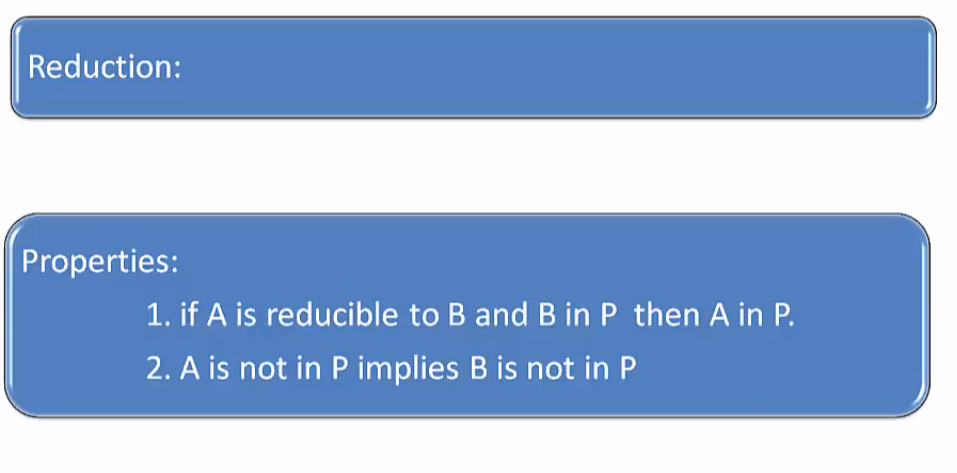 Reduction:
Properties:
1. if A is reducible to B and B in P then A in P.
2. A is not in P implies B is not in P